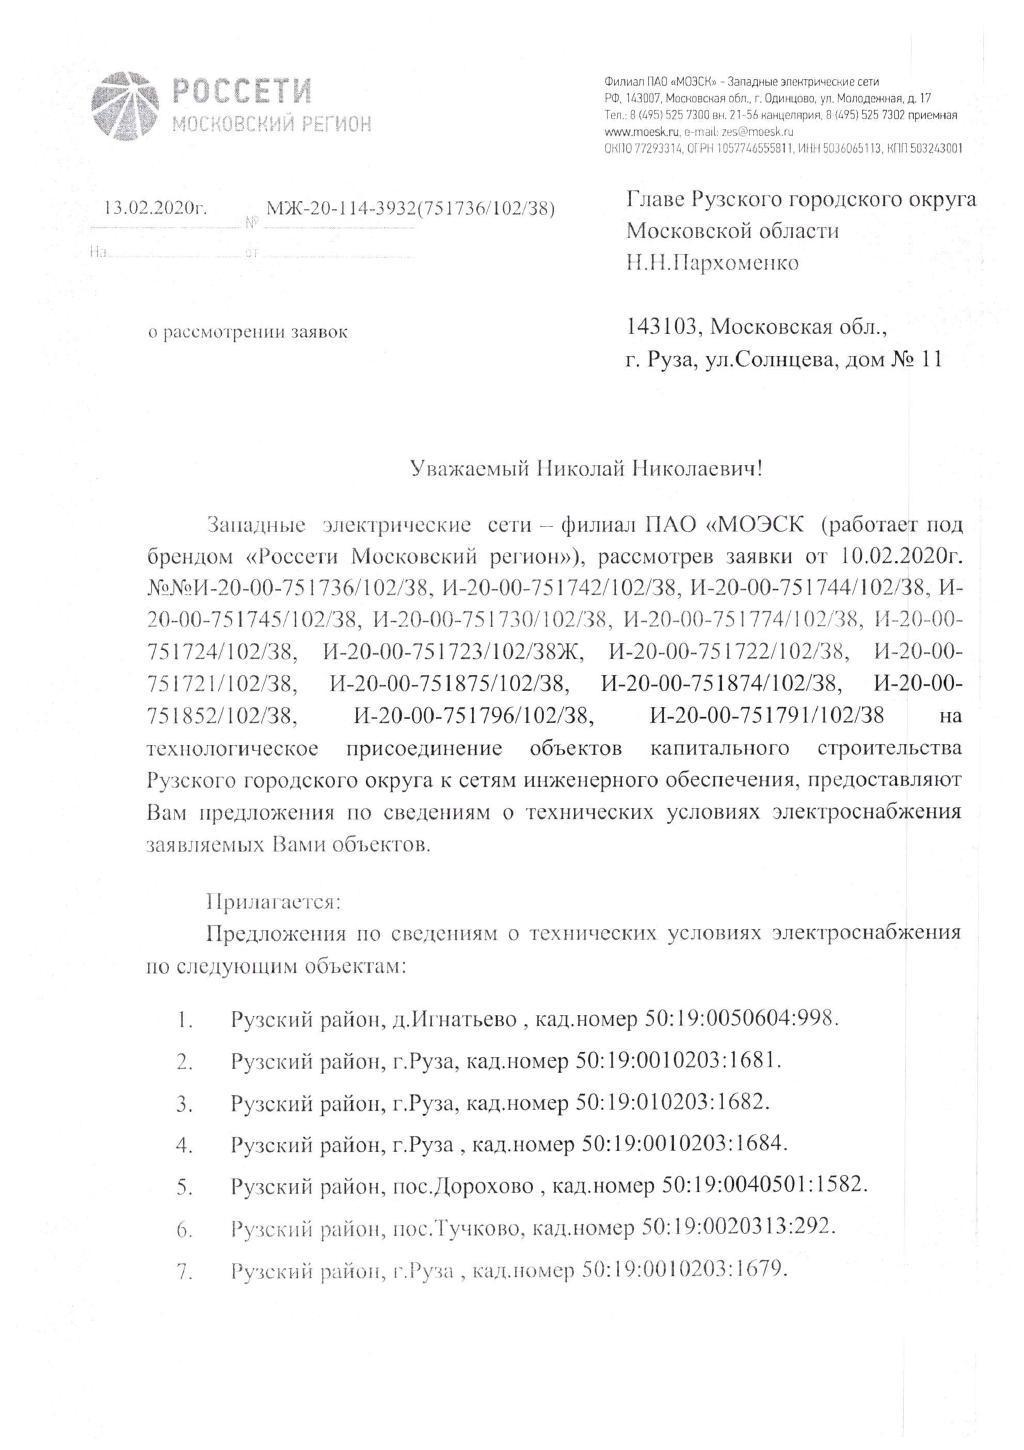 РОССЕТИ
МОСКОВСКИЙ РЕГИОН
Филиал ПАО «МОЭСК» – Западные электрические сети
РФ, 143007, Московская обл., г. Одинцово, ул. Молодежная, д. 17
Тел.: 8 (495) 525 7300 вн. 21-56 канцелярия, 8 (495) 525 7302 приемная
www.moesk.ru, e-mail: zes@moesk.ru
ОКПО 77293314, ОГРН 1057746555811, ИНН 5036065113, КПП 503243001
13.02.2020г. № МЖ-20-114-3932(751736/102/38)
На от
Главе Рузского городского округа
Московской области
Н.Н.Пархоменко
о рассмотрении заявок
143103, Московская обл.,
г. Руза, ул.Солнцева, дом № 11
Уважаемый Николай Николаевич!
Западные электрические сети – филиал ПАО «МОЭСК (работает под
брендом «Россети Московский регион»), рассмотрев заявки от 10.02.2020г.
№№И-20-00-751736/102/38, И-20-00-751742/102/38, И-20-00-751744/102/38, И-
20-00-751745/102/38, И-20-00-751730/102/38, И-20-00-751774/102/38, И-20-00-
751724/102/38, И-20-00-751723/102/38Ж, И-20-00-751722/102/38, И-20-00-
751721/102/38, И-20-00-751875/102/38, И-20-00-751874/102/38, И-20-00-
751852/102/38, И-20-00-751796/102/38, И-20-00-751791/102/38 на
технологическое присоединение объектов капитального строительства
Рузского городского округа к сетям инженерного обеспечения, предоставляют
Вам предложения по сведениям о технических условиях электроснабжения
заявляемых Вами объектов.
Прилагается:
Предложения по сведениям о технических условиях электроснабжения
по следующим объектам:
1. Рузский район, д.Игнатьево , кад.номер 50:19:0050604:998.
2. Рузский район, г.Руза, кад.номер 50:19:0010203:1681.
3. Рузский район, г.Руза, кад.номер 50:19:010203:1682.
4. Рузский район, г.Руза , кад.номер 50:19:0010203:1684.
5. Рузский район, пос.Дорохово , кад.номер 50:19:0040501:1582.
6. Рузский район, пос.Тучково, кад.номер 50:19:0020313:292.
7. Рузский район, г.Руза , кад.номер 50:19:0010203:1679.